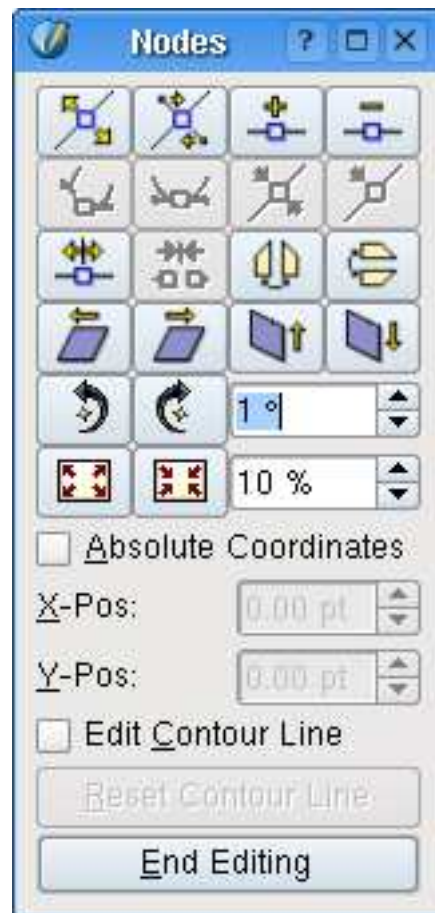 Nodes ?
1 °
10 %
Absolute Coordinates
X-Pos: 0.00 pt
Y-Pos: 0.00 pt
Edit Contour Line
Reset Contour Line
End Editing